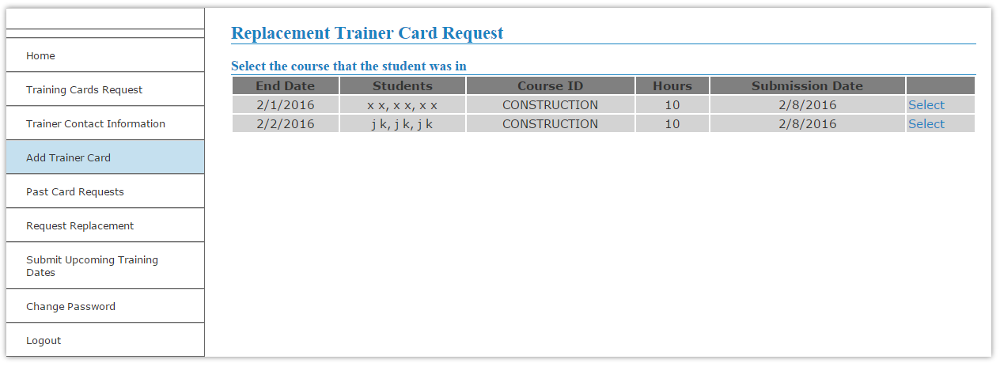 Home
Training Cards Request
Trainer Contact Information
Add Trainer Card
Past Card Requests
Request Replacement
Submit Upcoming Training
Dates
Change Password
Logout
Replacement Trainer Card Request
Select the course that the student was in
End Date Students Course ID Hours Submission Date
2/1/2016 x x, x x, x x CONSTRUCTION 10 2/8/2016 Select
2/2/2016 j k, j k, j k CONSTRUCTION 10 2/8/2016 Select